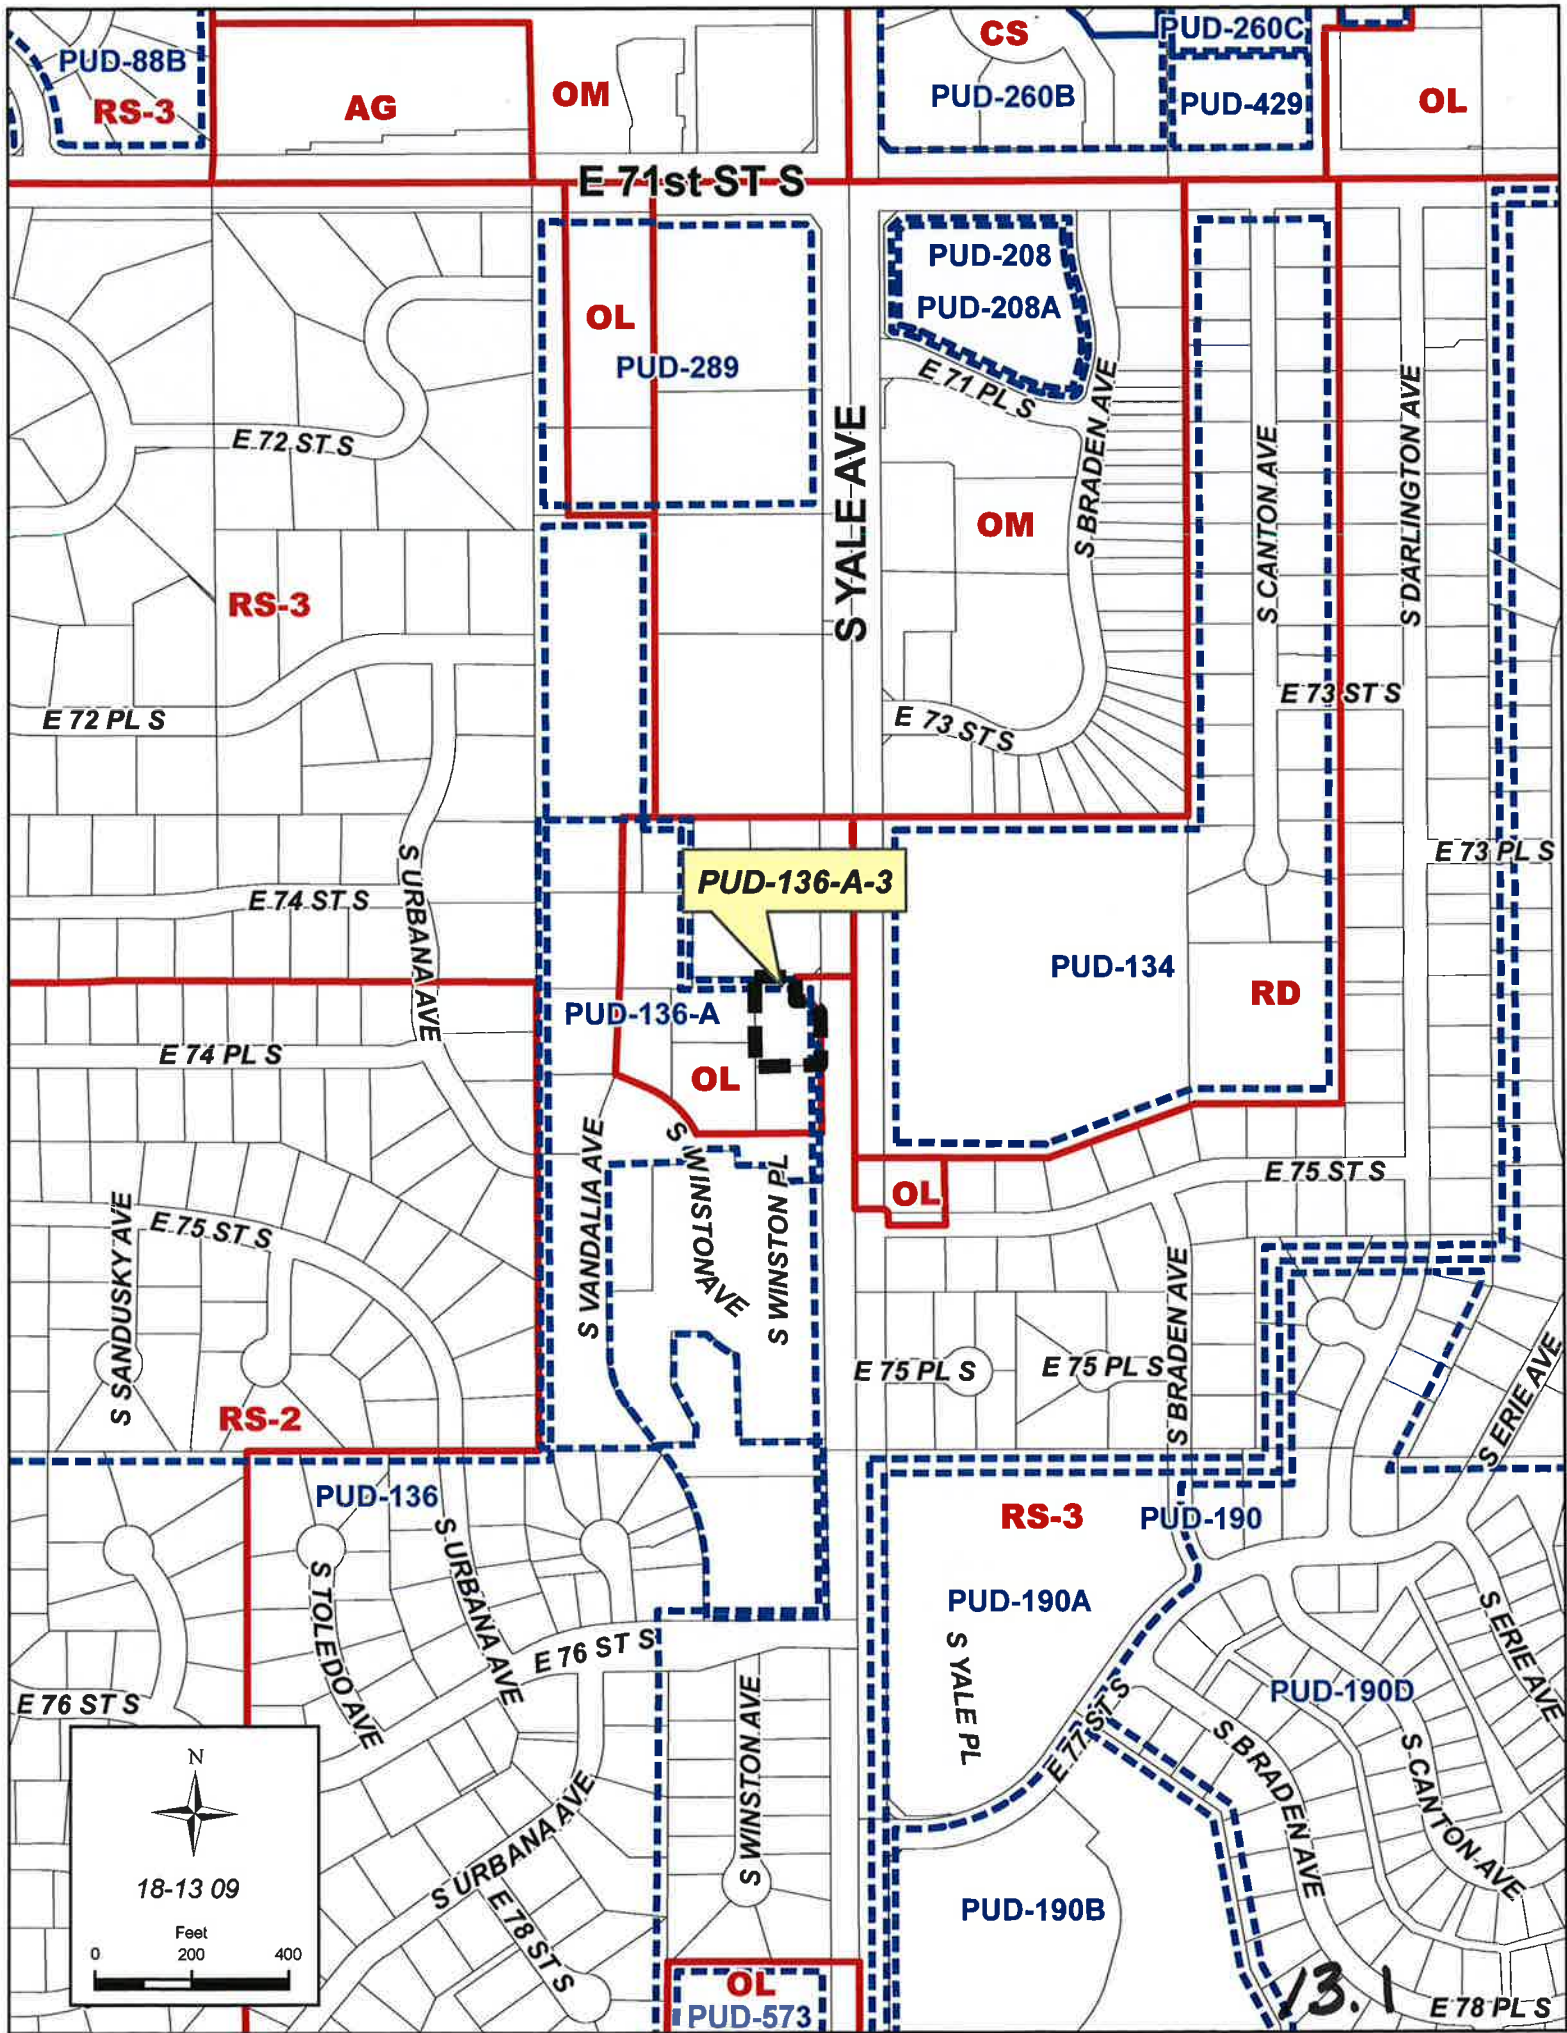 PUD-88B
RS-3
AG
OM
CS
PUD-260C
PUD-260B
PUD-429
OL
E 71st ST S
OL
PUD-289
PUD-208
PUD-208A
E 71 PL S
S BRADEN AVE
S YALE AVE
OM
S CANTON AVE
S DARLINGTON AVE
E 72 ST S
RS-3
E 72 PL S
E 73 ST S
E 73 ST S
E 73 PL S
S URBANA AVE
E 74 ST S
PUD-136-A-3
PUD-134
RD
PUD-136-A
OL
E 74 PL S
S VANDALIA AVE
S WINSTON AVE
S WINSTON PL
OL
E 75 ST S
S SANDUSKY AVE
E 75 ST S
S BRADEN AVE
E 75 PL S
E 75 PL S
S ERIE AVE
RS-2
PUD-136
S URBANA AVE
S TOLEDO AVE
RS-3
PUD-190
PUD-190A
S YALE PL
E 76 ST S
E 76 ST S
S WINSTON AVE
E 77 ST S
PUD-190D
S ERIE AVE
S BRADEN AVE
S CANTON AVE
S URBANA AVE
E 78 ST S
PUD-190B
OL
PUD-573
E 78 PL S
13.1
N
18-13 09
Feet
0 200 400